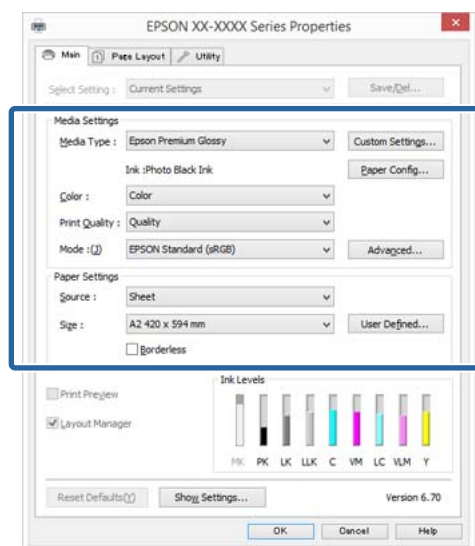 EPSON XX-XXXX Series Properties
Main Page Layout Utility
Select Setting : Current Settings Save/Del...
Media Settings
Media Type : Epson Premium Glossy Custom Settings...
Ink :Photo Black Ink Paper Config...
Color : Color
Print Quality : Quality
Mode :(J) EPSON Standard (sRGB) Advanced...
Paper Settings
Source : Sheet
Size : A2 420 x 594 mm User Defined...
Borderless
Ink Levels
Print Preview
Layout Manager
MK PK LK LLK C VM LC VLM Y
Reset Defaults(Y) Show Settings... Version 6.70
OK Cancel Help